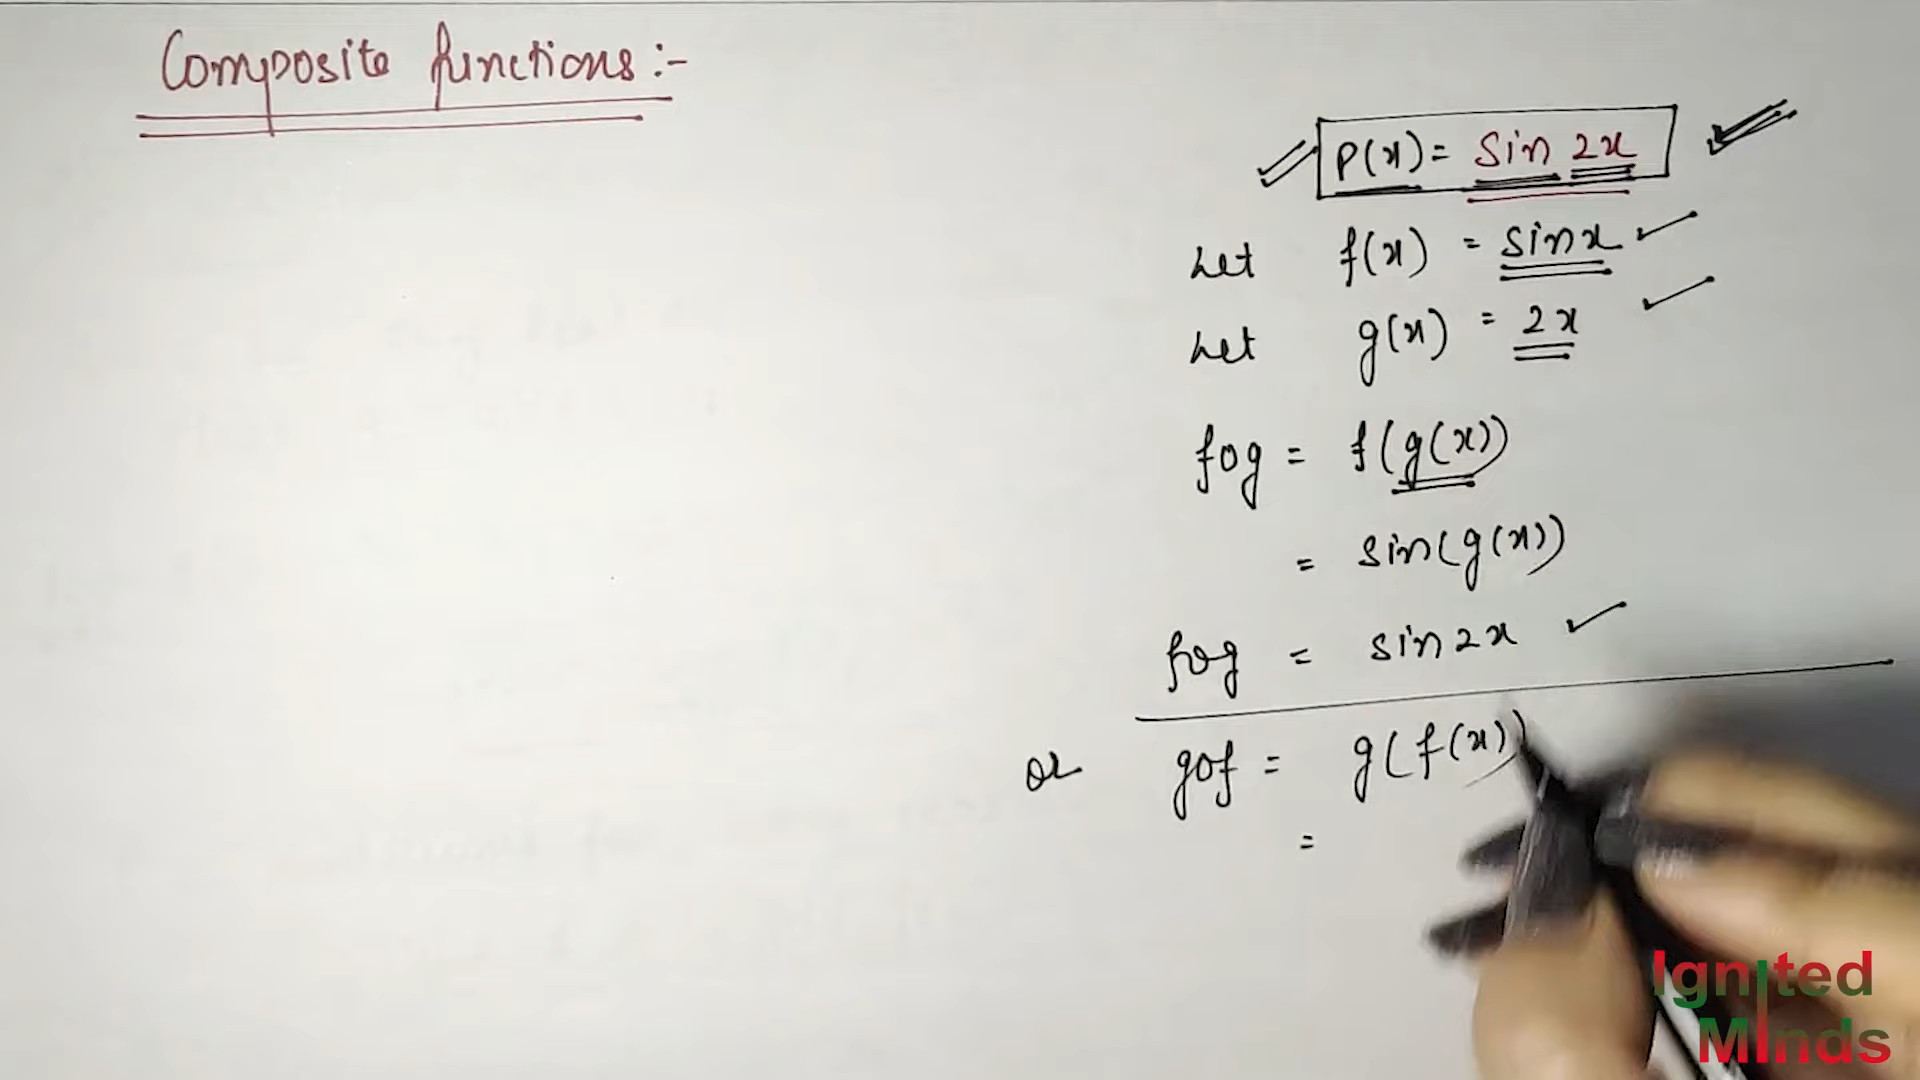 Composite functions :-
P(x) = Sin 2x
Let f(x) = sinx
Let g(x) = 2x
fog = f(g(x))
= sin(g(x))
fog = sin2x
or gof = g(f(x))
=
Ignited
Minds